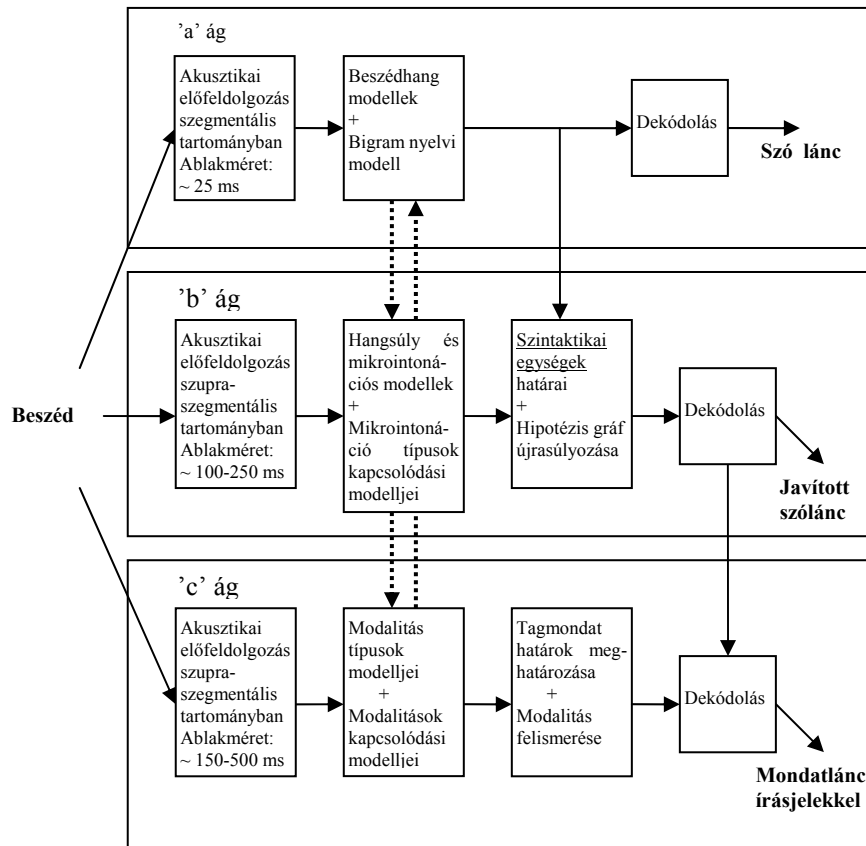 ’a’ ág
Akusztikai
előfeldolgozás
szegmentális
tartományban
Ablakméret:
~ 25 ms
Beszédhang
modellek
+
Bigram nyelvi
modell
Dekódolás
Szó lánc
’b’ ág
Beszéd
Akusztikai
előfeldolgozás
szupra-
szegmentális
tartományban
Ablakméret:
~ 100-250 ms
Hangsúly és
mikrointoná-
ciós modellek
+
Mikrointoná-
ció típusok
kapcsolódási
modelljei
Szintaktikai
egységek
határai
+
Hipotézis gráf
újrasúlyozása
Dekódolás
Javított
szólánc
’c’ ág
Akusztikai
előfeldolgozás
szupra-
szegmentális
tartományban
Ablakméret:
~ 150-500 ms
Modalitás
típusok
modelljei
+
Modalitások
kapcsolódási
modelljei
Tagmondat
határok meg-
határozása
+
Modalitás
felismerése
Dekódolás
Mondatlánc
írásjelekkel